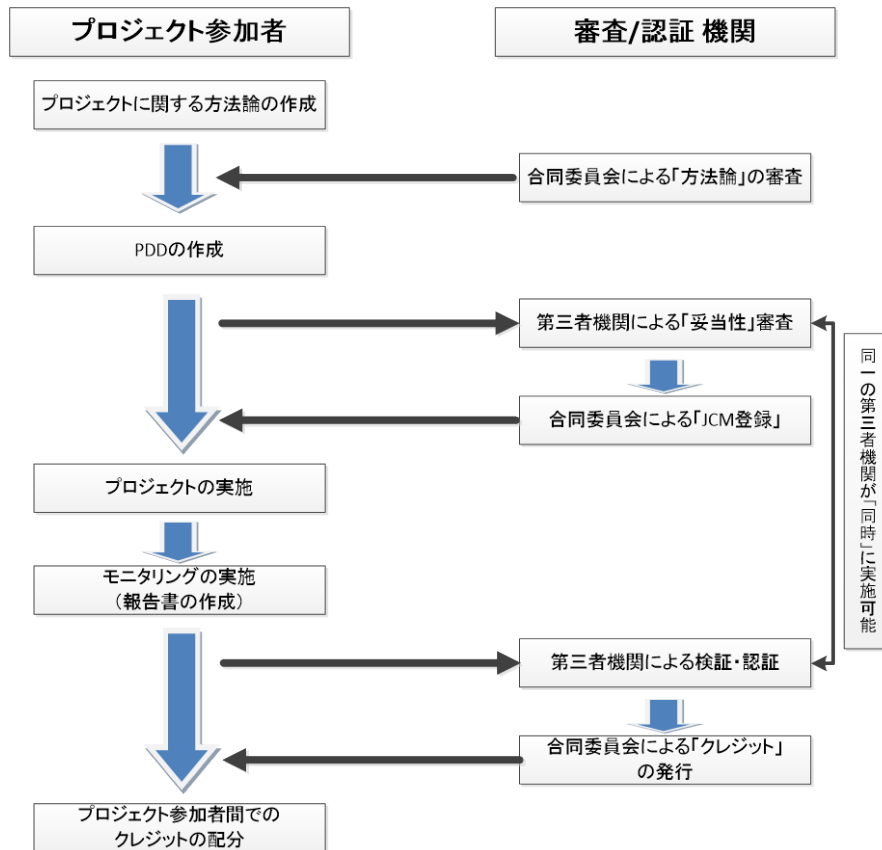 プロジェクト参加者
審査/認証 機関
プロジェクトに関する方法論の作成
合同委員会による「方法論」の審査
PDDの作成
第三者機関による「妥当性」審査
合同委員会による「JCM登録」
同一の第三者機関が「同時」に実施可能
プロジェクトの実施
モニタリングの実施
（報告書の作成）
第三者機関による検証・認証
合同委員会による「クレジット」
の発行
プロジェクト参加者間での
クレジットの配分